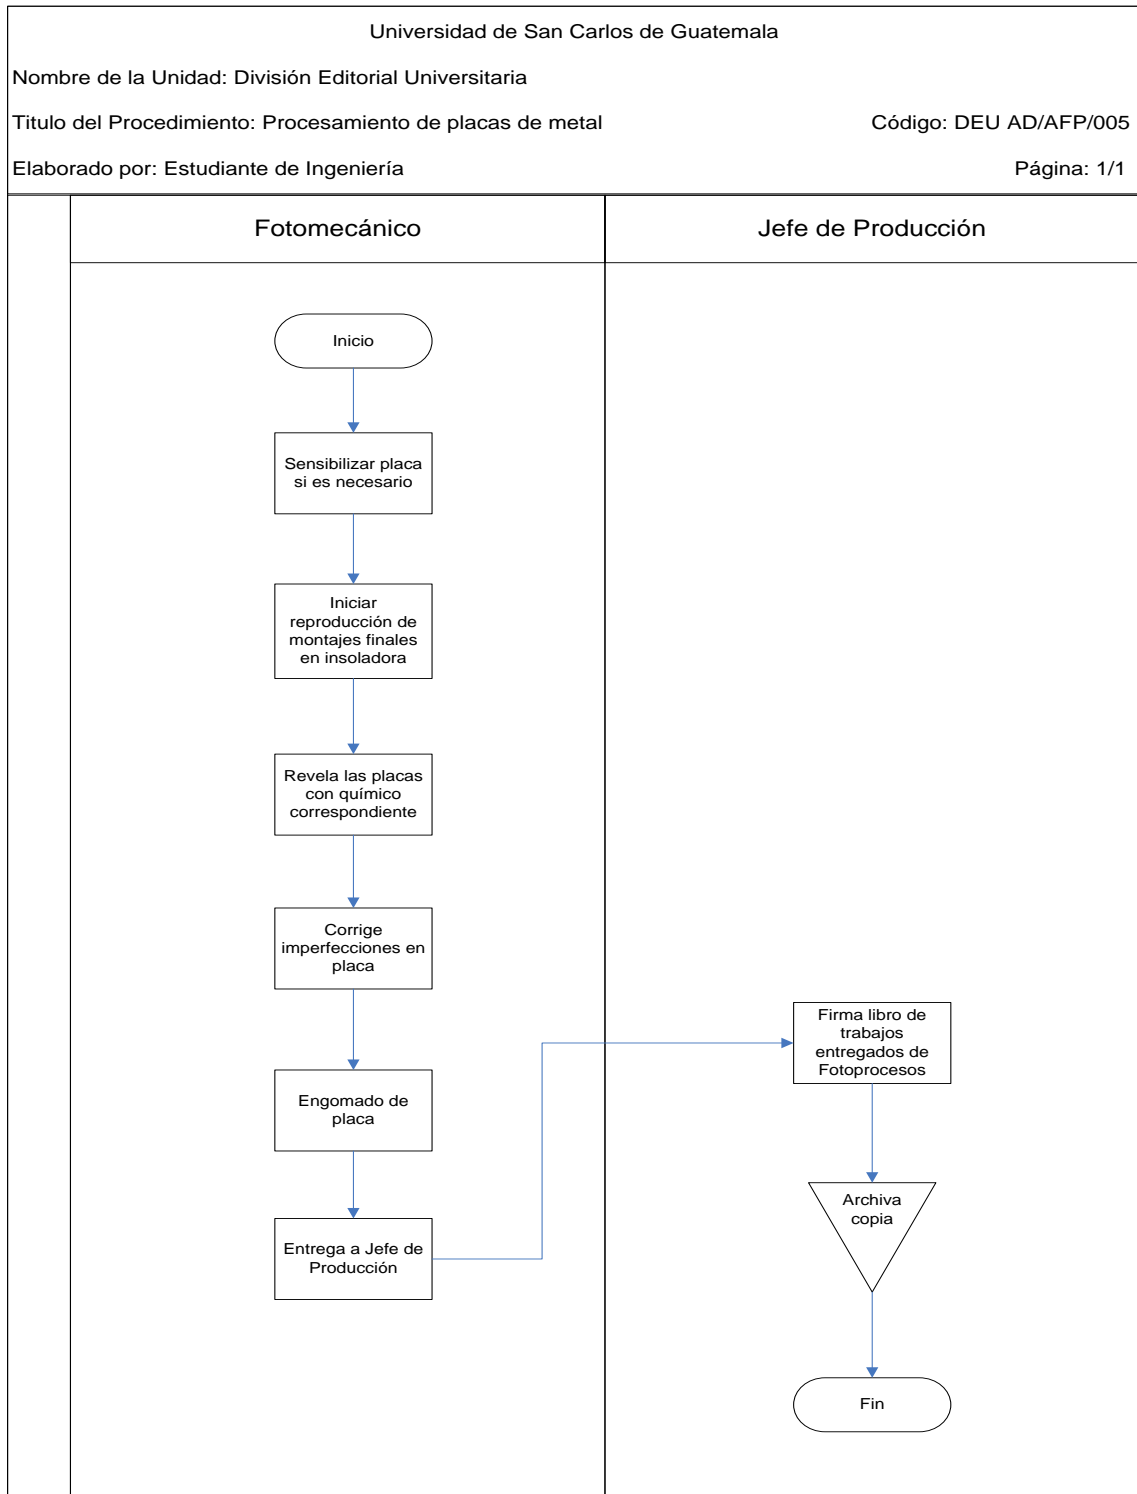 Universidad de San Carlos de Guatemala
Nombre de la Unidad: División Editorial Universitaria
Titulo del Procedimiento: Procesamiento de placas de metal
Código: DEU AD/AFP/005
Elaborado por: Estudiante de Ingeniería
Página: 1/1
Fotomecánico
Jefe de Producción
Inicio
Sensibilizar placa
si es necesario
Iniciar
reproducción de
montajes finales
en insoladora
Revela las placas
con químico
correspondiente
Corrige
imperfecciones en
placa
Engomado de
placa
Entrega a Jefe de
Producción
Firma libro de
trabajos
entregados de
Fotoprocesos
Archiva
copia
Fin